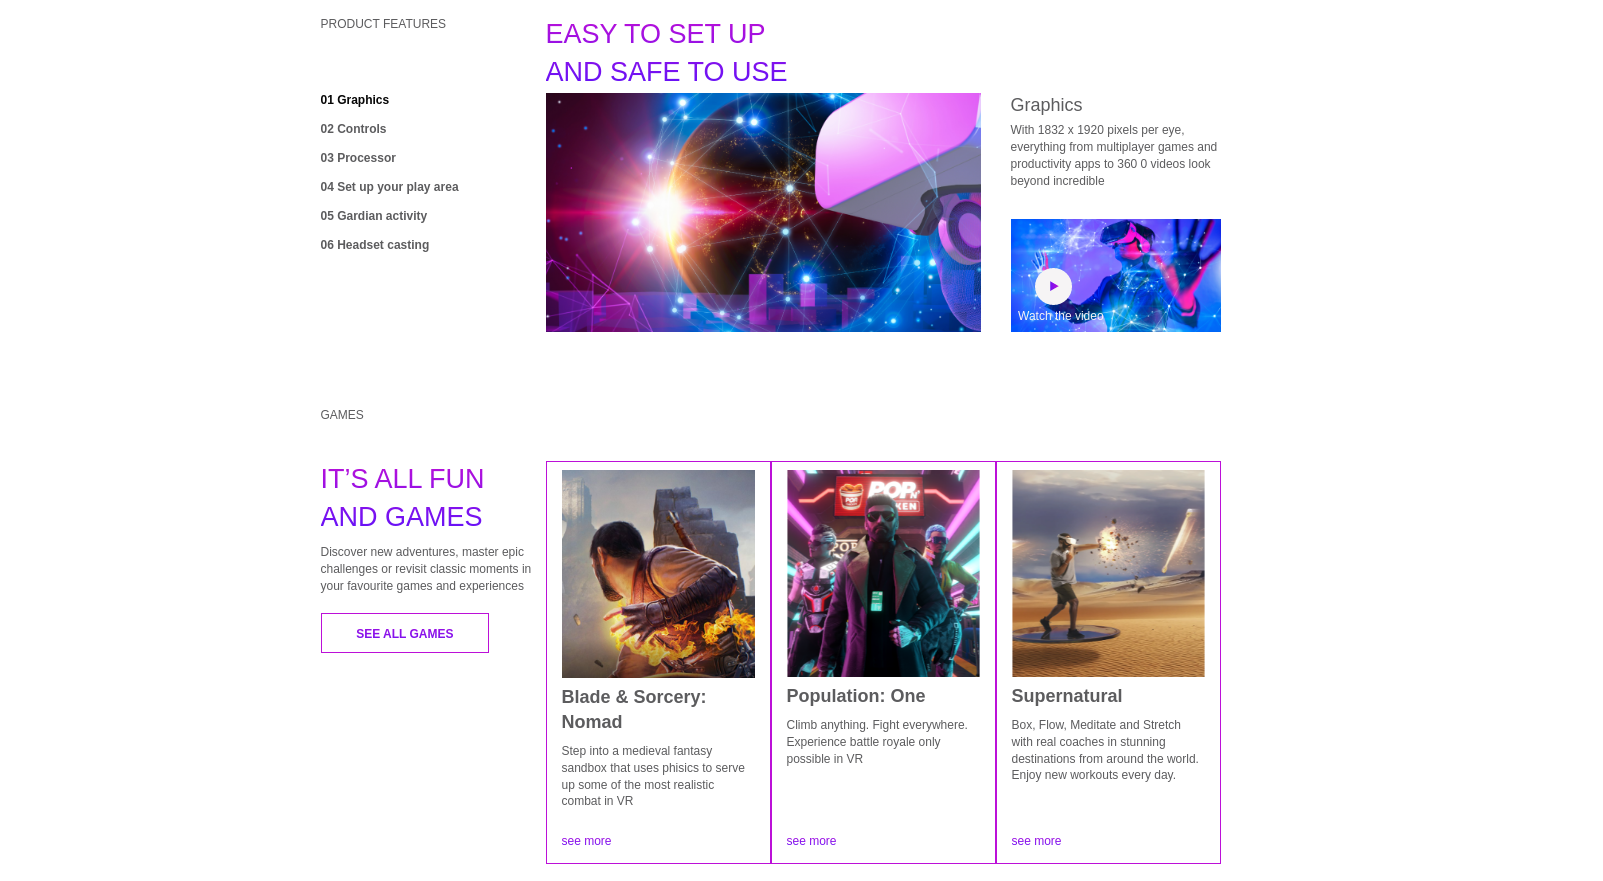 PRODUCT FEATURES
EASY TO SET UP
AND SAFE TO USE
01 Graphics
02 Controls
03 Processor
04 Set up your play area
05 Gardian activity
06 Headset casting
Graphics
With 1832 x 1920 pixels per eye,
everything from multiplayer games and
productivity apps to 360 0 videos look
beyond incredible
Watch the video
GAMES
IT’S ALL FUN
AND GAMES
Discover new adventures, master epic
challenges or revisit classic moments in
your favourite games and experiences
SEE ALL GAMES
Blade & Sorcery:
Nomad
Step into a medieval fantasy
sandbox that uses phisics to serve
up some of the most realistic
combat in VR
see more
POP
Population: One
Climb anything. Fight everywhere.
Experience battle royale only
possible in VR
see more
Supernatural
Box, Flow, Meditate and Stretch
with real coaches in stunning
destinations from around the world.
Enjoy new workouts every day.
see more